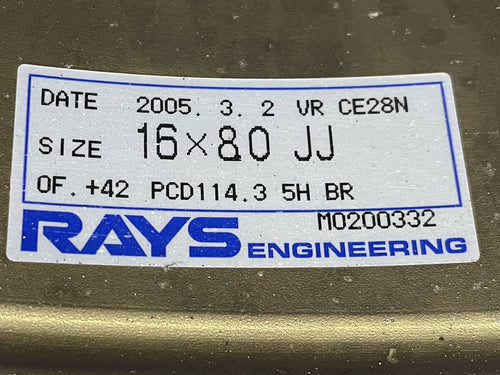 DATE 2005. 3. 2 VR CE28N
SIZE 16×8.0 JJ
OF. +42 PCD114.3 5H BR
M0200332
RAYS ENGINEERING